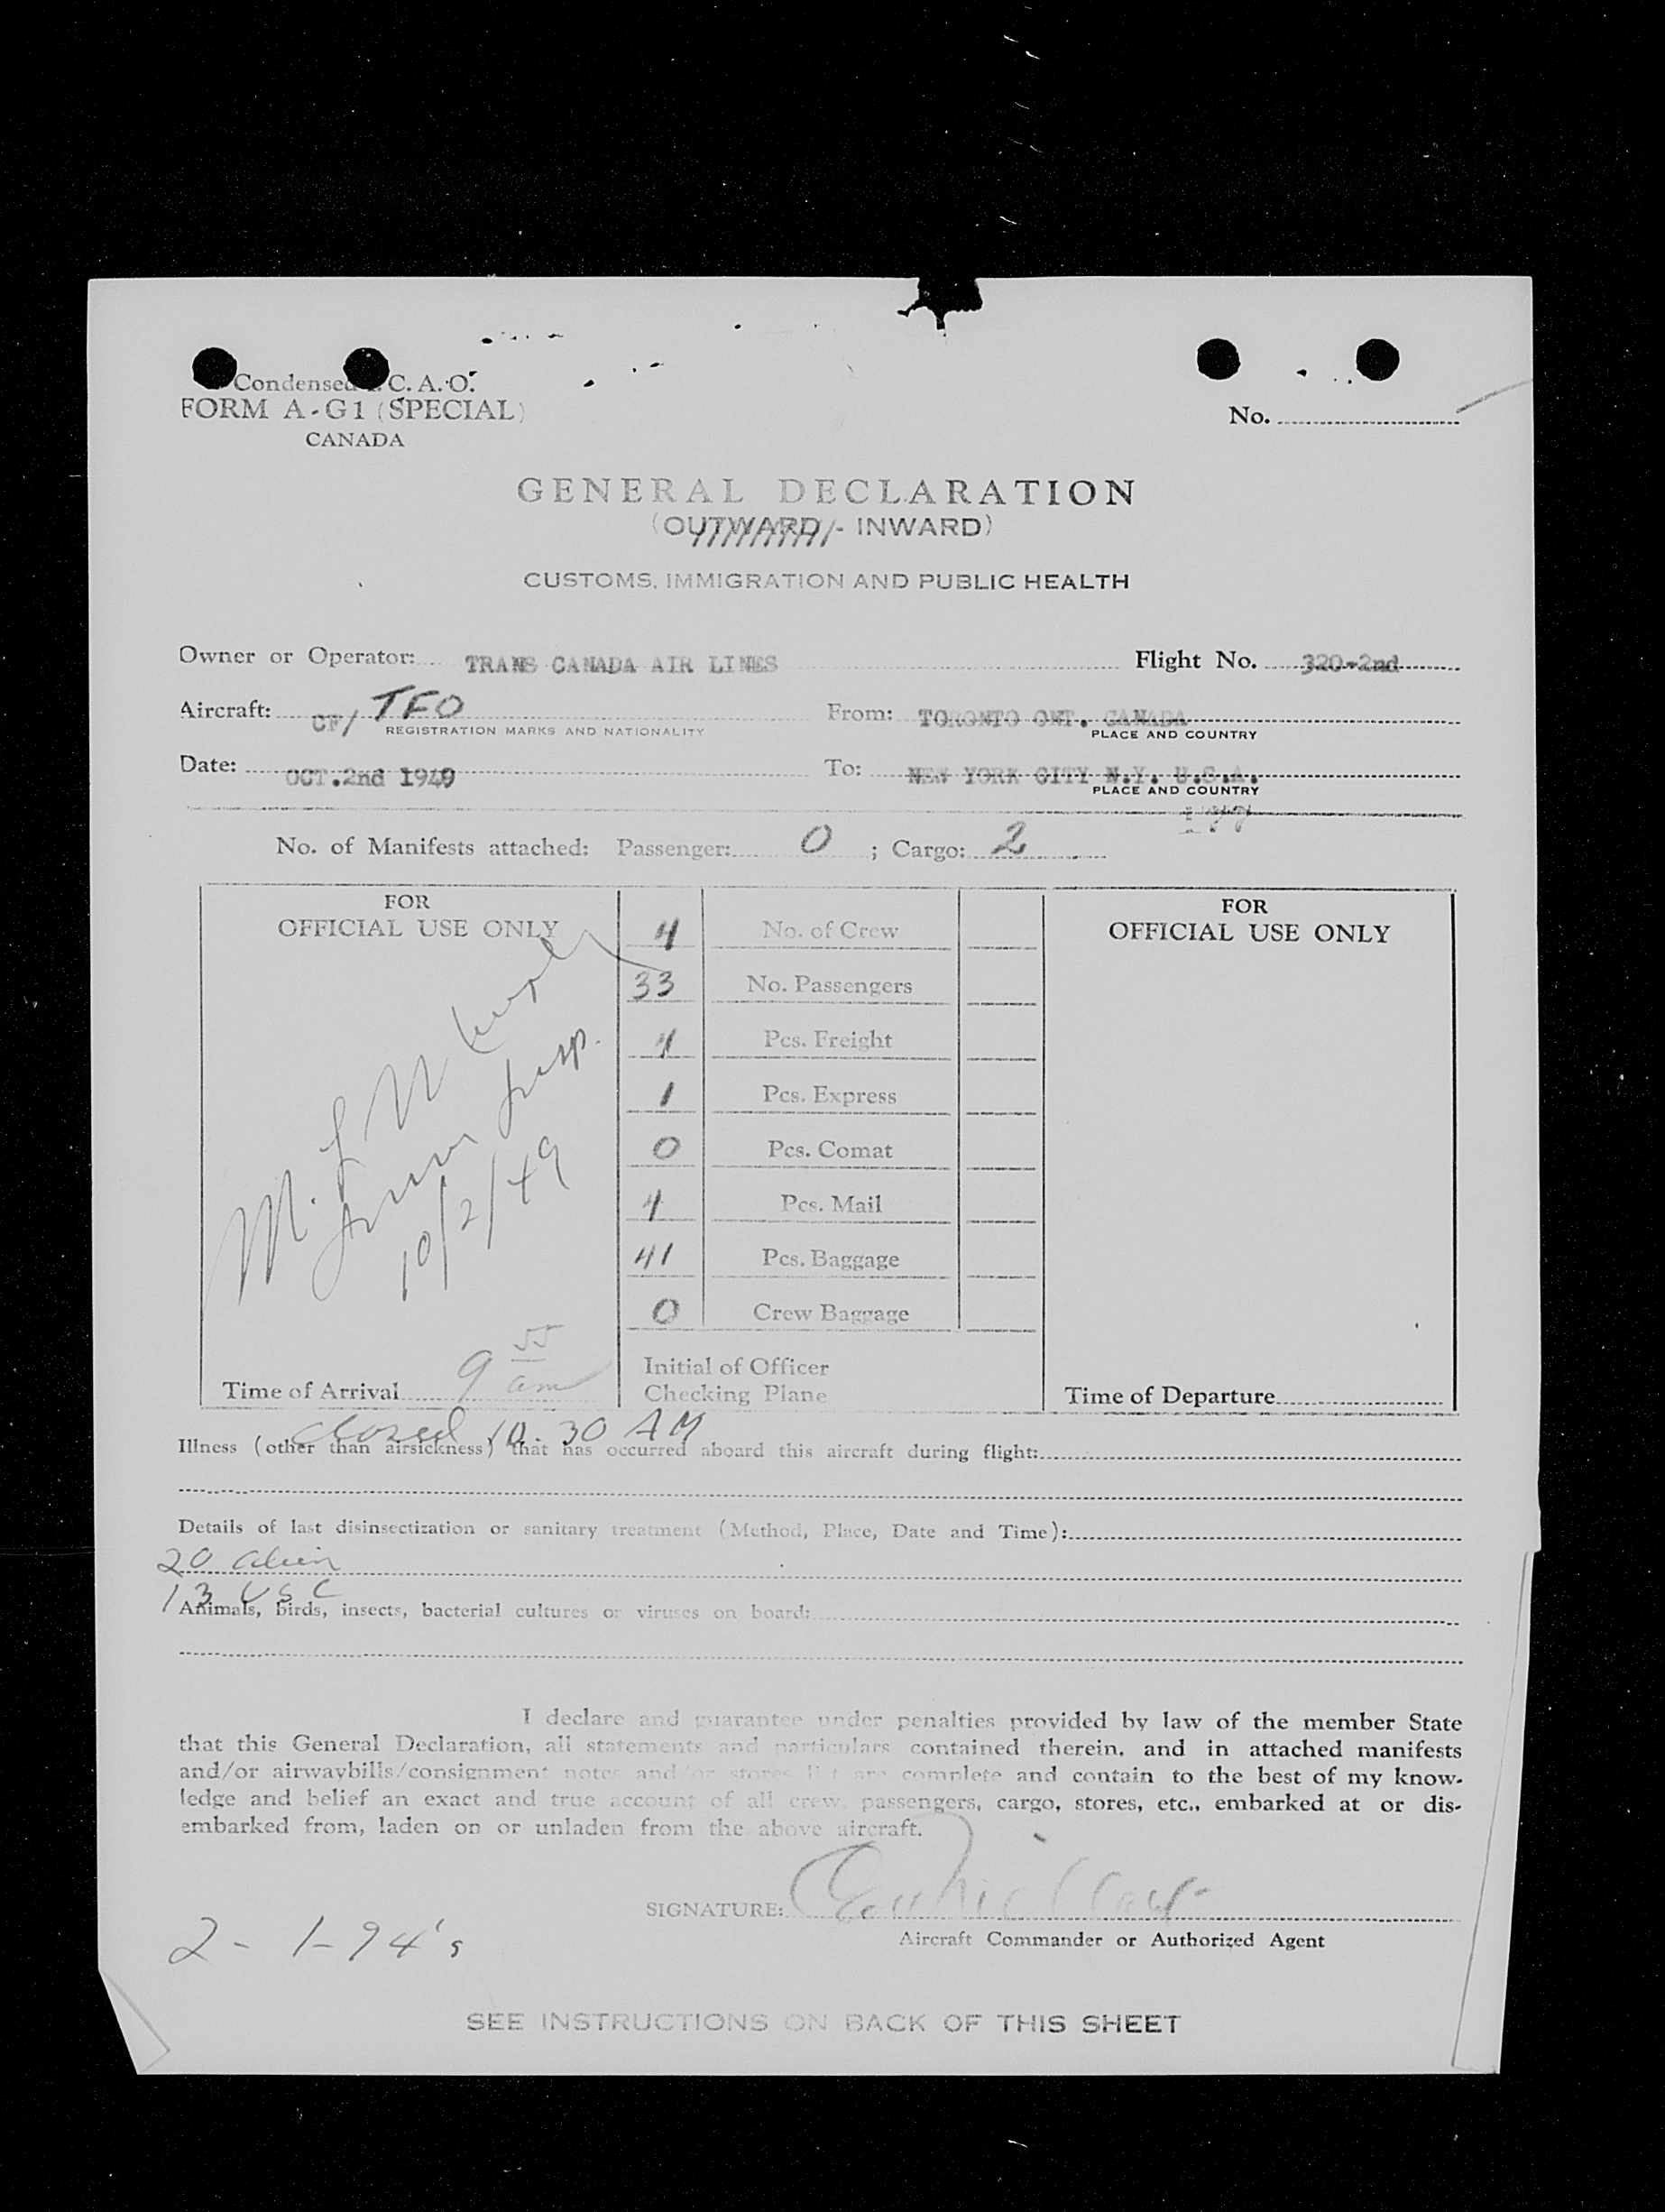 Condensed C. A. O.
FORM A-G1 (SPECIAL)
CANADA
No.
GENERAL DECLARATION
(OUTWARD - INWARD)
CUSTOMS, IMMIGRATION AND PUBLIC HEALTH
Owner or Operator: TRANS CANADA AIR LINES Flight No. 320-2nd
Aircraft: CF/ TFO From: TORONTO ONT. CANADA
REGISTRATION MARKS AND NATIONALITY PLACE AND COUNTRY
Date: OCT.2nd 1949 To: NEW YORK CITY N.Y. U.S.A.
PLACE AND COUNTRY
177
No. of Manifests attached: Passenger: 0 ; Cargo: 2
FOR
OFFICIAL USE ONLY
M. L.
Imm Insp.
10/2/49
Time of Arrival 9 55 am
4 No. of Crew
33 No. Passengers
4 Pcs. Freight
1 Pcs. Express
0 Pcs. Comat
4 Pcs. Mail
41 Pcs. Baggage
0 Crew Baggage
Initial of Officer
Checking Plane
FOR
OFFICIAL USE ONLY
Time of Departure
closed 10.30 AM
Illness (other than airsickness) that has occurred aboard this aircraft during flight:
Details of last disinsectization or sanitary treatment (Method, Place, Date and Time):
20 alien
13 USC
Animals, birds, insects, bacterial cultures or viruses on board:
I declare and guarantee under penalties provided by law of the member State
that this General Declaration, all statements and particulars contained therein, and in attached manifests
and/or airwaybills/consignment notes and/or stores list are complete and contain to the best of my know-
ledge and belief an exact and true account of all crew, passengers, cargo, stores, etc., embarked at or dis-
embarked from, laden on or unladen from the above aircraft.
SIGNATURE:
Aircraft Commander or Authorized Agent
2 - 1-94's
SEE INSTRUCTIONS ON BACK OF THIS SHEET